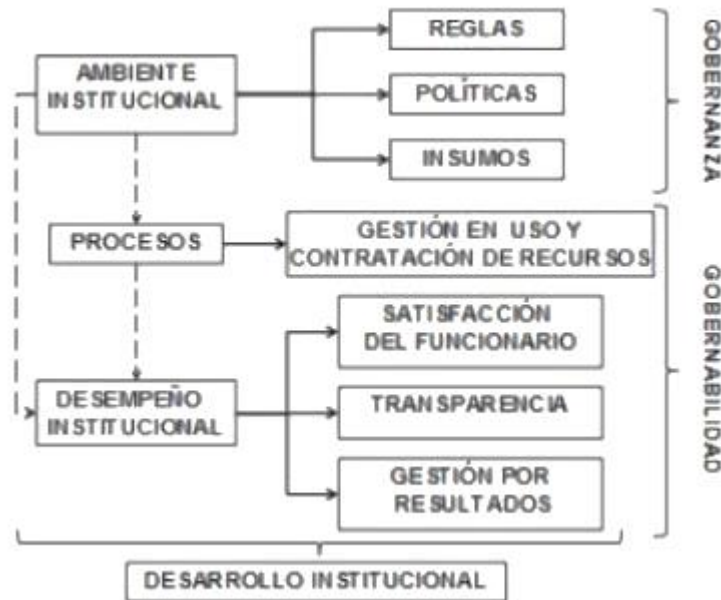 REGLAS
AMBIENTE
INSTITUCIONAL
POLÍTICAS
INSUMOS
GOBERNANZA
PROCESOS
GESTIÓN EN USO Y
CONTRATACIÓN DE RECURSOS
SATISFACCIÓN
DEL FUNCIONARIO
DESEMPEÑO
INSTITUCIONAL
TRANSPARENCIA
GESTIÓN POR
RESULTADOS
GOBERNABILIDAD
DESARROLLO INSTITUCIONAL